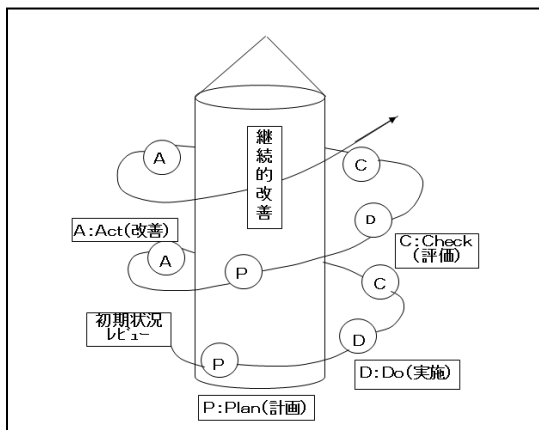 継続的改善
A
C
D
A:Act(改善)
C:Check
(評価)
A
P
C
初期状況
ﾚﾋﾞｭｰ
D
P
D:Do(実施)
P:Plan(計画)